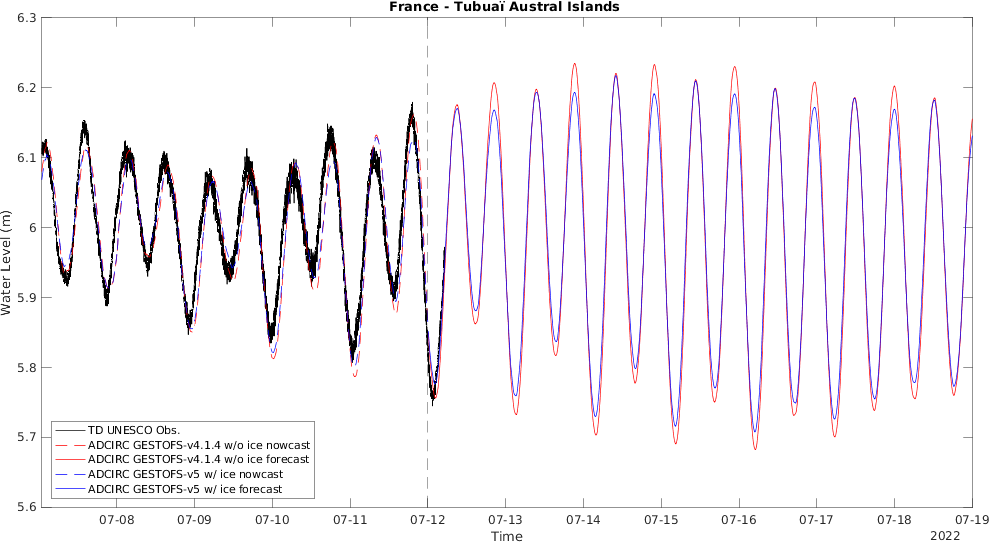 France - Tubuaï Austral Islands
6.3
6.2
6.1
6
5.9
5.8
5.7
5.6
Water Level (m)
TD UNESCO Obs.
ADCIRC GESTOFS-v4.1.4 w/o ice nowcast
ADCIRC GESTOFS-v4.1.4 w/o ice forecast
ADCIRC GESTOFS-v5 w/ ice nowcast
ADCIRC GESTOFS-v5 w/ ice forecast
07-08 07-09 07-10 07-11 07-12 07-13 07-14 07-15 07-16 07-17 07-18 07-19
Time
2022